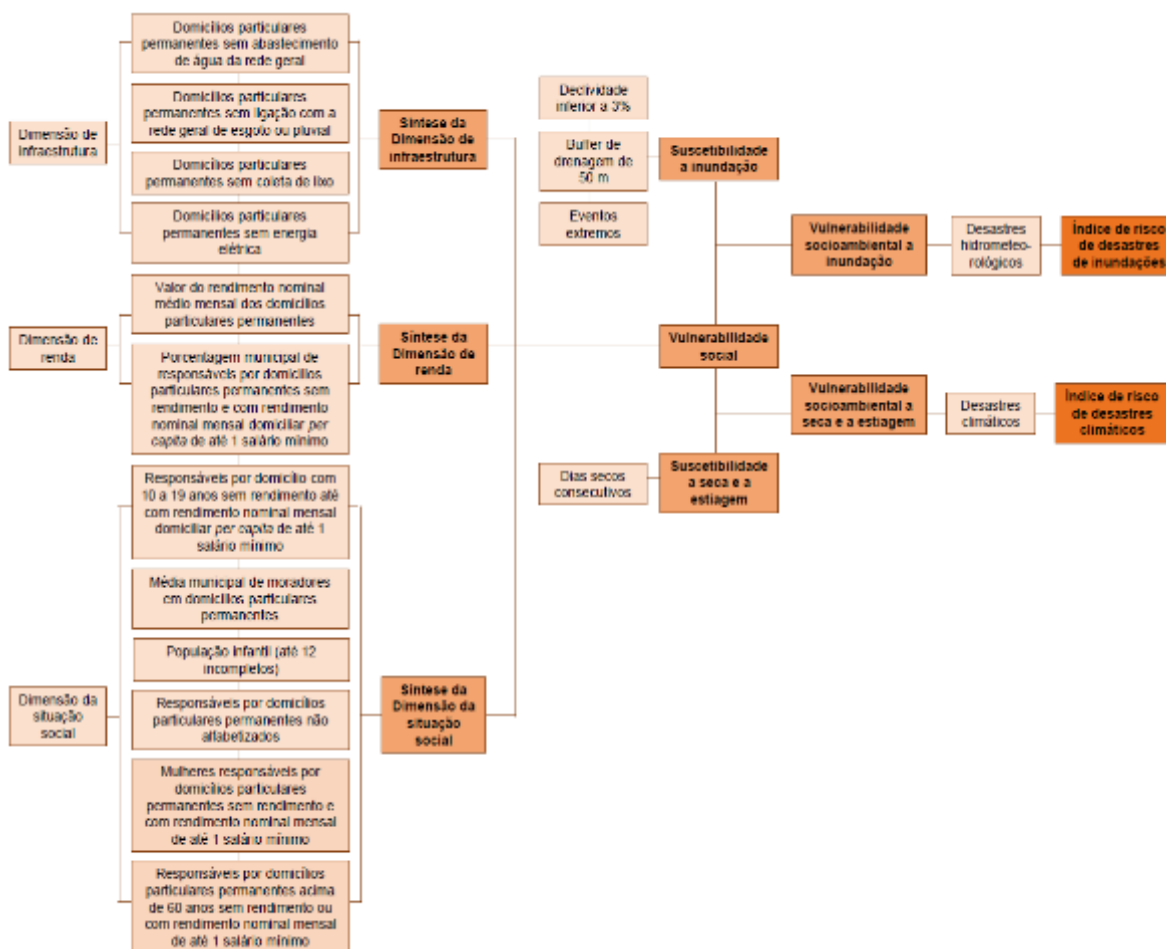 Dimensão de
infraestrutura
Domicílios particulares
permanentes sem abastecimento
de água da rede geral
Domicílios particulares
permanentes sem ligação com a
rede geral de esgoto ou pluvial
Domicílios particulares
permanentes sem coleta de lixo
Domicílios particulares
permanentes sem energia
elétrica
Síntese da
Dimensão de
infraestrutura
Dimensão de
renda
Valor do rendimento nominal
médio mensal dos domicílios
particulares permanentes
Porcentagem municipal de
responsáveis por domicílios
particulares permanentes sem
rendimento e com rendimento
nominal mensal domiciliar per
capita de até 1 salário mínimo
Síntese da
Dimensão de
renda
Dimensão da
situação
social
Responsáveis por domicílio com
10 a 19 anos sem rendimento até
com rendimento nominal mensal
domiciliar per capita de até 1
salário mínimo
Média municipal de moradores
em domicílios particulares
permanentes
População infantil (até 12
incompletos)
Responsáveis por domicílios
particulares permanentes não
alfabetizados
Mulheres responsáveis por
domicílios particulares
permanentes sem rendimento e
com rendimento nominal mensal
de até 1 salário mínimo
Responsáveis por domicílios
particulares permanentes acima
de 60 anos sem rendimento ou
com rendimento nominal mensal
de até 1 salário mínimo
Síntese da
Dimensão da
situação
social
Declividade
inferior a 3%
Buffer de
drenagem de
50 m
Eventos
extremos
Suscetibilidade
a inundação
Vulnerabilidade
social
Dias secos
consecutivos
Suscetibilidade
a seca e a
estiagem
Vulnerabilidade
socioambiental a
inundação
Desastres
hidrometeo-
rológicos
Índice de risco
de desastres
de inundações
Vulnerabilidade
socioambiental a
seca e a estiagem
Desastres
climáticos
Índice de risco
de desastres
climáticos